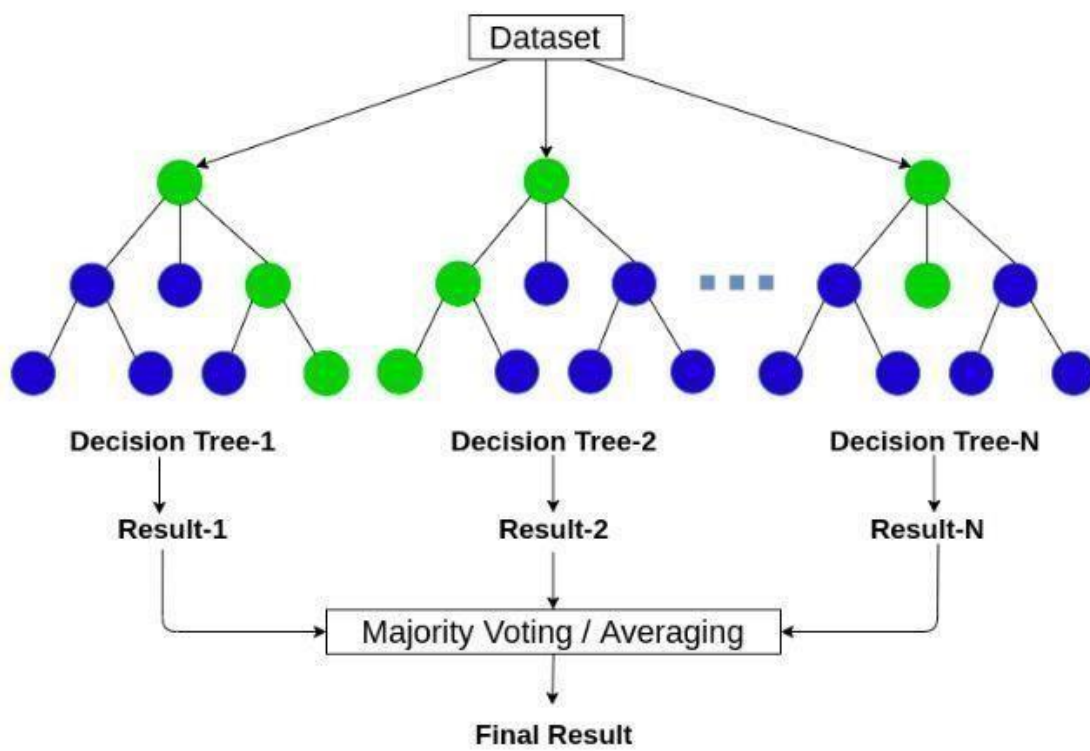 Dataset
Decision Tree-1
Decision Tree-2
Decision Tree-N
Result-1
Result-2
Result-N
Majority Voting / Averaging
Final Result